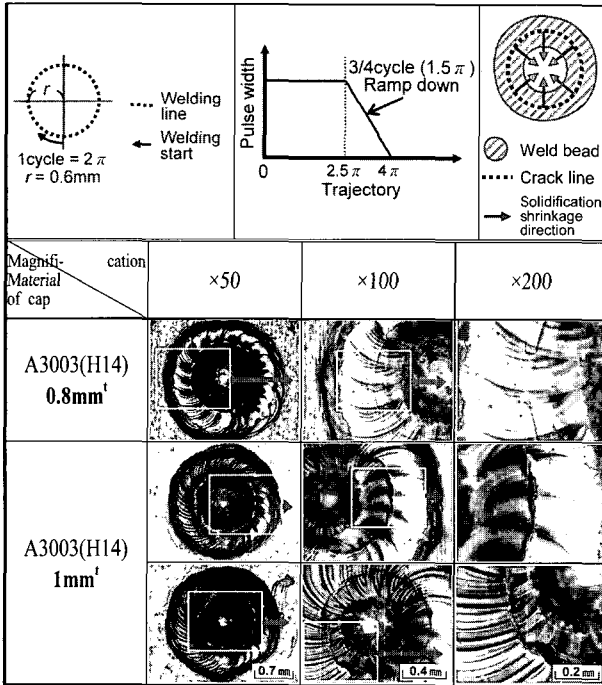 r
Welding
line
Welding
start
1cycle = 2 π
r = 0.6mm
Pulse width
3/4cycle (1.5 π )
Ramp down
0
2.5 π
4 π
Trajectory
Weld bead
Crack line
Solidification
shrinkage
direction
Magnifi- cation
Material
of cap
×50
×100
×200
A3003(H14)
0.8mmᵗ
A3003(H14)
1mmᵗ
0.7 mm
0.4 mm
0.2 mm